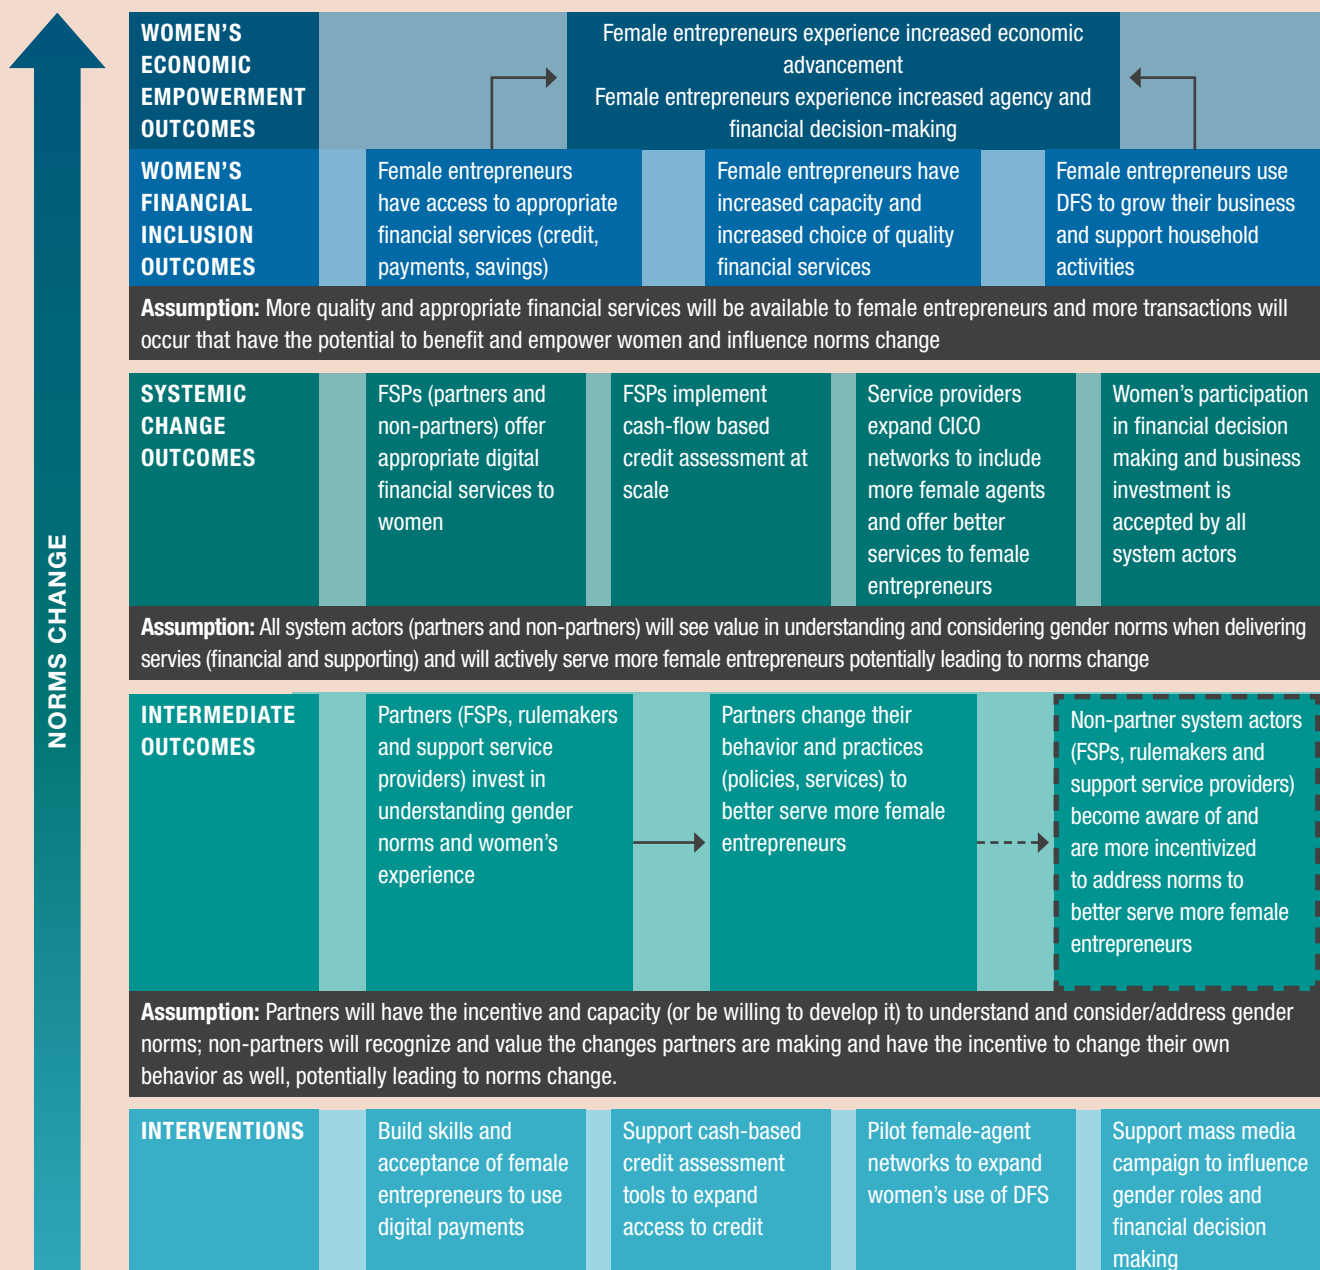 WOMEN'S
ECONOMIC
EMPOWERMENT
OUTCOMES
Female entrepreneurs experience increased economic
advancement
Female entrepreneurs experience increased agency and
financial decision-making
WOMEN'S
FINANCIAL
INCLUSION
OUTCOMES
Female entrepreneurs
have access to appropriate
financial services (credit,
payments, savings)
Female entrepreneurs have
increased capacity and
increased choice of quality
financial services
Female entrepreneurs use
DFS to grow their business
and support household
activities
Assumption: More quality and appropriate financial services will be available to female entrepreneurs and more transactions will
occur that have the potential to benefit and empower women and influence norms change
SYSTEMIC
CHANGE
OUTCOMES
FSPs (partners and
non-partners) offer
appropriate digital
financial services to
women
FSPs implement
cash-flow based
credit assessment at
scale
Service providers
expand CICO
networks to include
more female agents
and offer better
services to female
entrepreneurs
Women's participation
in financial decision
making and business
investment is
accepted by all
system actors
Assumption: All system actors (partners and non-partners) will see value in understanding and considering gender norms when delivering
servies (financial and supporting) and will actively serve more female entrepreneurs potentially leading to norms change
INTERMEDIATE
OUTCOMES
Partners (FSPs, rulemakers
and support service
providers) invest in
understanding gender
norms and women's
experience
Partners change their
behavior and practices
(policies, services) to
better serve more female
entrepreneurs
Non-partner system actors
(FSPs, rulemakers and
support service providers)
become aware of and
are more incentivized
to address norms to
better serve more female
entrepreneurs
Assumption: Partners will have the incentive and capacity (or be willing to develop it) to understand and consider/address gender
norms; non-partners will recognize and value the changes partners are making and have the incentive to change their own
behavior as well, potentially leading to norms change.
INTERVENTIONS
Build skills and
acceptance of female
entrepreneurs to use
digital payments
Support cash-based
credit assessment
tools to expand
access to credit
Pilot female-agent
networks to expand
women's use of DFS
Support mass media
campaign to influence
gender roles and
financial decision
making
NORMS CHANGE